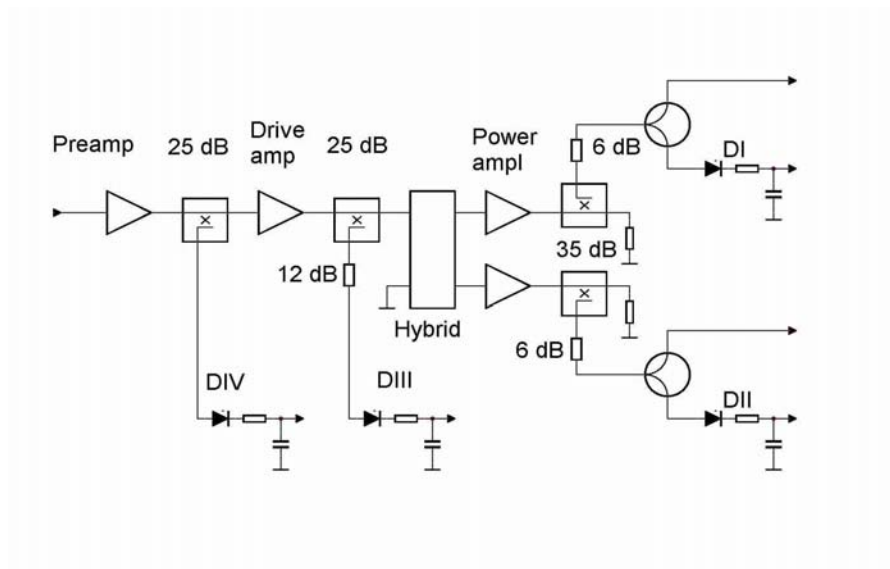 Preamp
25 dB
Drive
amp
25 dB
Power
ampl
6 dB
DI
12 dB
35 dB
Hybrid
6 dB
DIV
DIII
DII